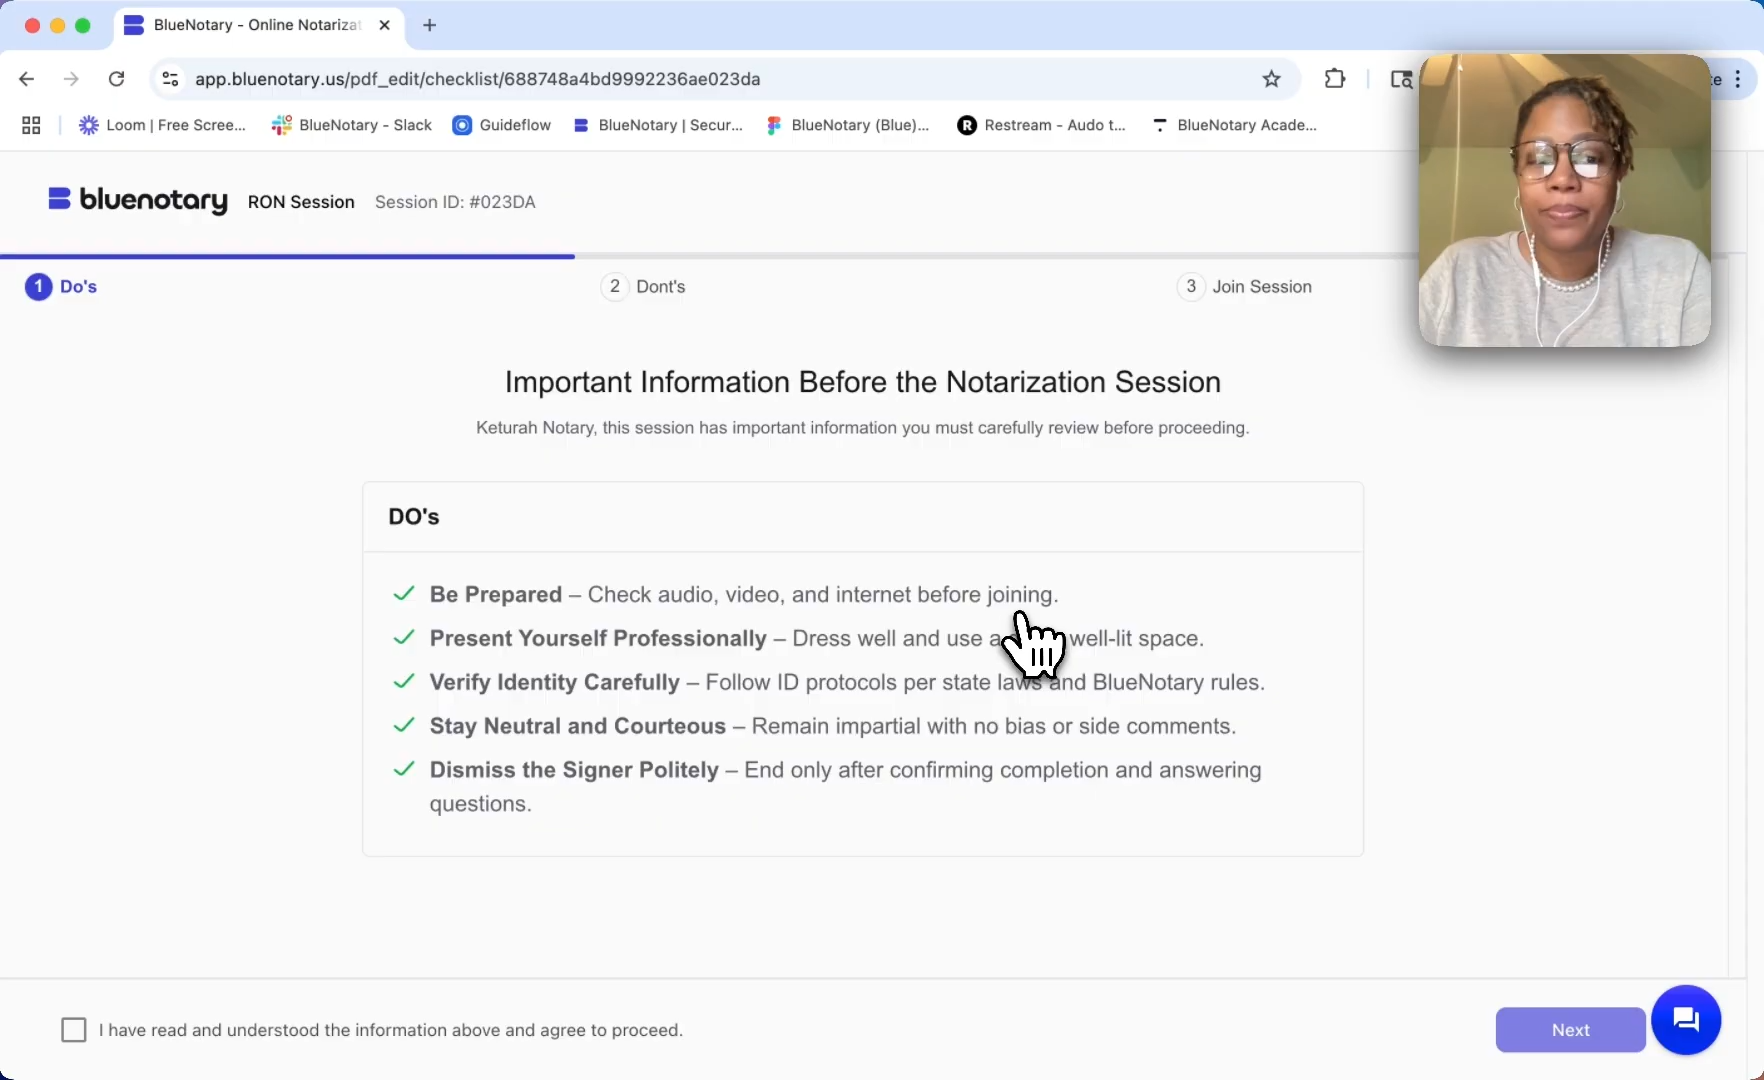 BlueNotary - Online Notarizat
app.bluenotary.us/pdf_edit/checklist/688748a4bd9992236ae023da
Loom | Free Scree...
BlueNotary - Slack
Guideflow
BlueNotary | Secur...
BlueNotary (Blue)...
R
Restream - Audo t...
BlueNotary Acade...
bluenotary
RON Session
Session ID: #023DA
1 Do's
2 Dont's
3 Join Session
Important Information Before the Notarization Session
Keturah Notary, this session has important information you must carefully review before proceeding.
DO's
Be Prepared – Check audio, video, and internet before joining.
Present Yourself Professionally – Dress well and use a well-lit space.
Verify Identity Carefully – Follow ID protocols per state laws and BlueNotary rules.
Stay Neutral and Courteous – Remain impartial with no bias or side comments.
Dismiss the Signer Politely – End only after confirming completion and answering
questions.
I have read and understood the information above and agree to proceed.
Next